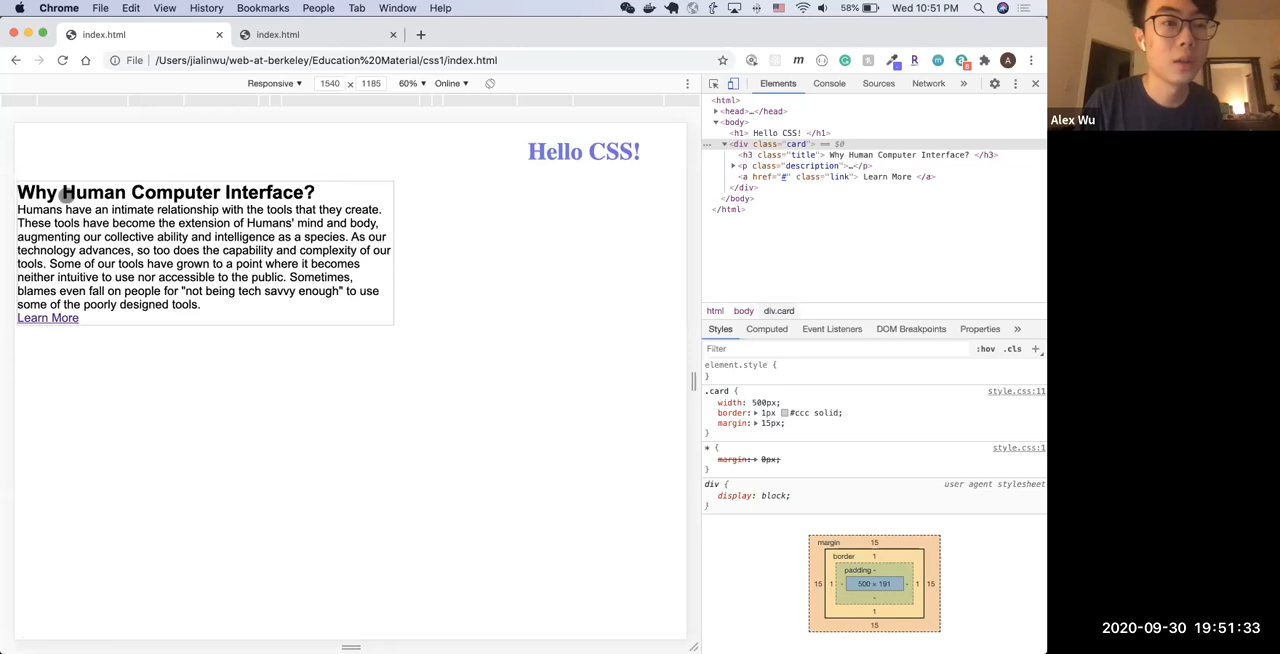 Chrome File Edit View History Bookmarks People Tab Window Help 58% Wed 10:51 PM
index.html index.html
File /Users/jialinwu/web-at-berkeley/Education%20Material/css1/index.html
Responsive 1540 x 1185 60% Online
Elements Console Sources Network
<html>
<head>…</head>
<body>
<h1> Hello CSS! </h1>
<div class="card"> == $0
<h3 class="title"> Why Human Computer Interface? </h3>
<p class="description">…</p>
<a href="#" class="link"> Learn More </a>
</div>
</body>
</html>
Hello CSS!
Why Human Computer Interface?
Humans have an intimate relationship with the tools that they create.
These tools have become the extension of Humans' mind and body,
augmenting our collective ability and intelligence as a species. As our
technology advances, so too does the capability and complexity of our
tools. Some of our tools have grown to a point where it becomes
neither intuitive to use nor accessible to the public. Sometimes,
blames even fall on people for "not being tech savvy enough" to use
some of the poorly designed tools.
Learn More
html body div.card
Styles Computed Event Listeners DOM Breakpoints Properties
Filter :hov .cls
element.style {
}
.card { style.css:11
width: 500px;
border: 1px #ccc solid;
margin: 15px;
}
* { style.css:1
margin: 0px;
}
div { user agent stylesheet
display: block;
}
margin 15
border 1
padding -
15 1 - 500 × 191 - 1 15
-
1
15
Alex Wu
2020-09-30 19:51:33